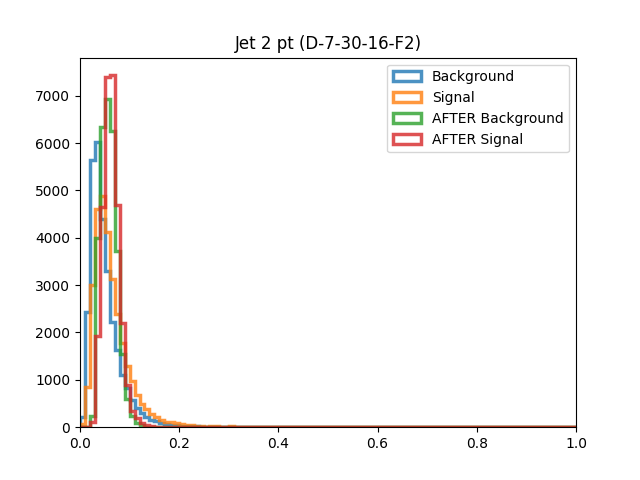 Jet 2 pt (D-7-30-16-F2)
Background
Signal
AFTER Background
AFTER Signal
7000
6000
5000
4000
3000
2000
1000
0
0.0 0.2 0.4 0.6 0.8 1.0